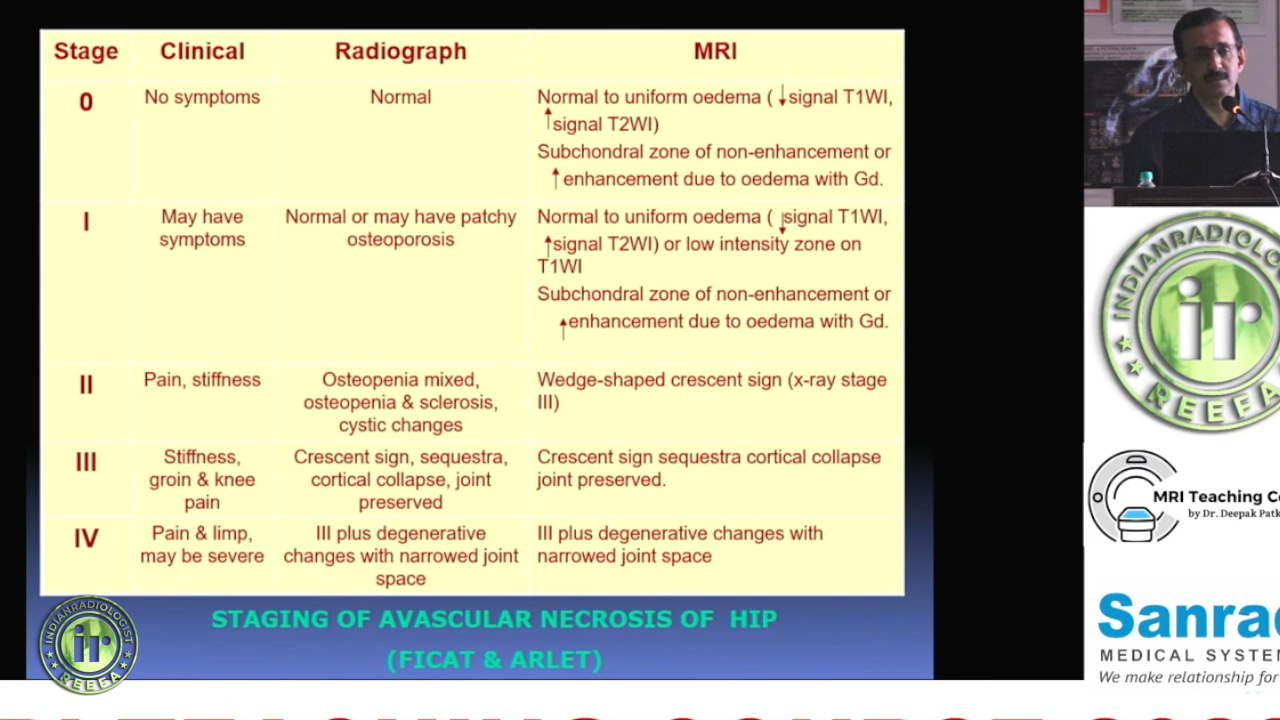 Stage Clinical Radiograph MRI
0 No symptoms Normal Normal to uniform oedema ( ↓signal T1WI,
↑signal T2WI)
Subchondral zone of non-enhancement or
↑enhancement due to oedema with Gd.
I May have Normal or may have patchy Normal to uniform oedema ( ↓signal T1WI,
symptoms osteoporosis ↑signal T2WI) or low intensity zone on
T1WI
Subchondral zone of non-enhancement or
↑enhancement due to oedema with Gd.
II Pain, stiffness Osteopenia mixed, Wedge-shaped crescent sign (x-ray stage
osteopenia & sclerosis, III)
cystic changes
III Stiffness, Crescent sign, sequestra, Crescent sign sequestra cortical collapse
groin & knee cortical collapse, joint joint preserved.
pain preserved
IV Pain & limp, III plus degenerative III plus degenerative changes with
may be severe changes with narrowed joint narrowed joint space
space
STAGING OF AVASCULAR NECROSIS OF HIP
(FICAT & ARLET)
INDIANRADIOLOGIST
ir
REEFA
INDIANRADIOLOGI
ir
REEFA
MRI Teaching Co
by Dr. Deepak Patk
Sanrad
MEDICAL SYSTEM
We make relationship for